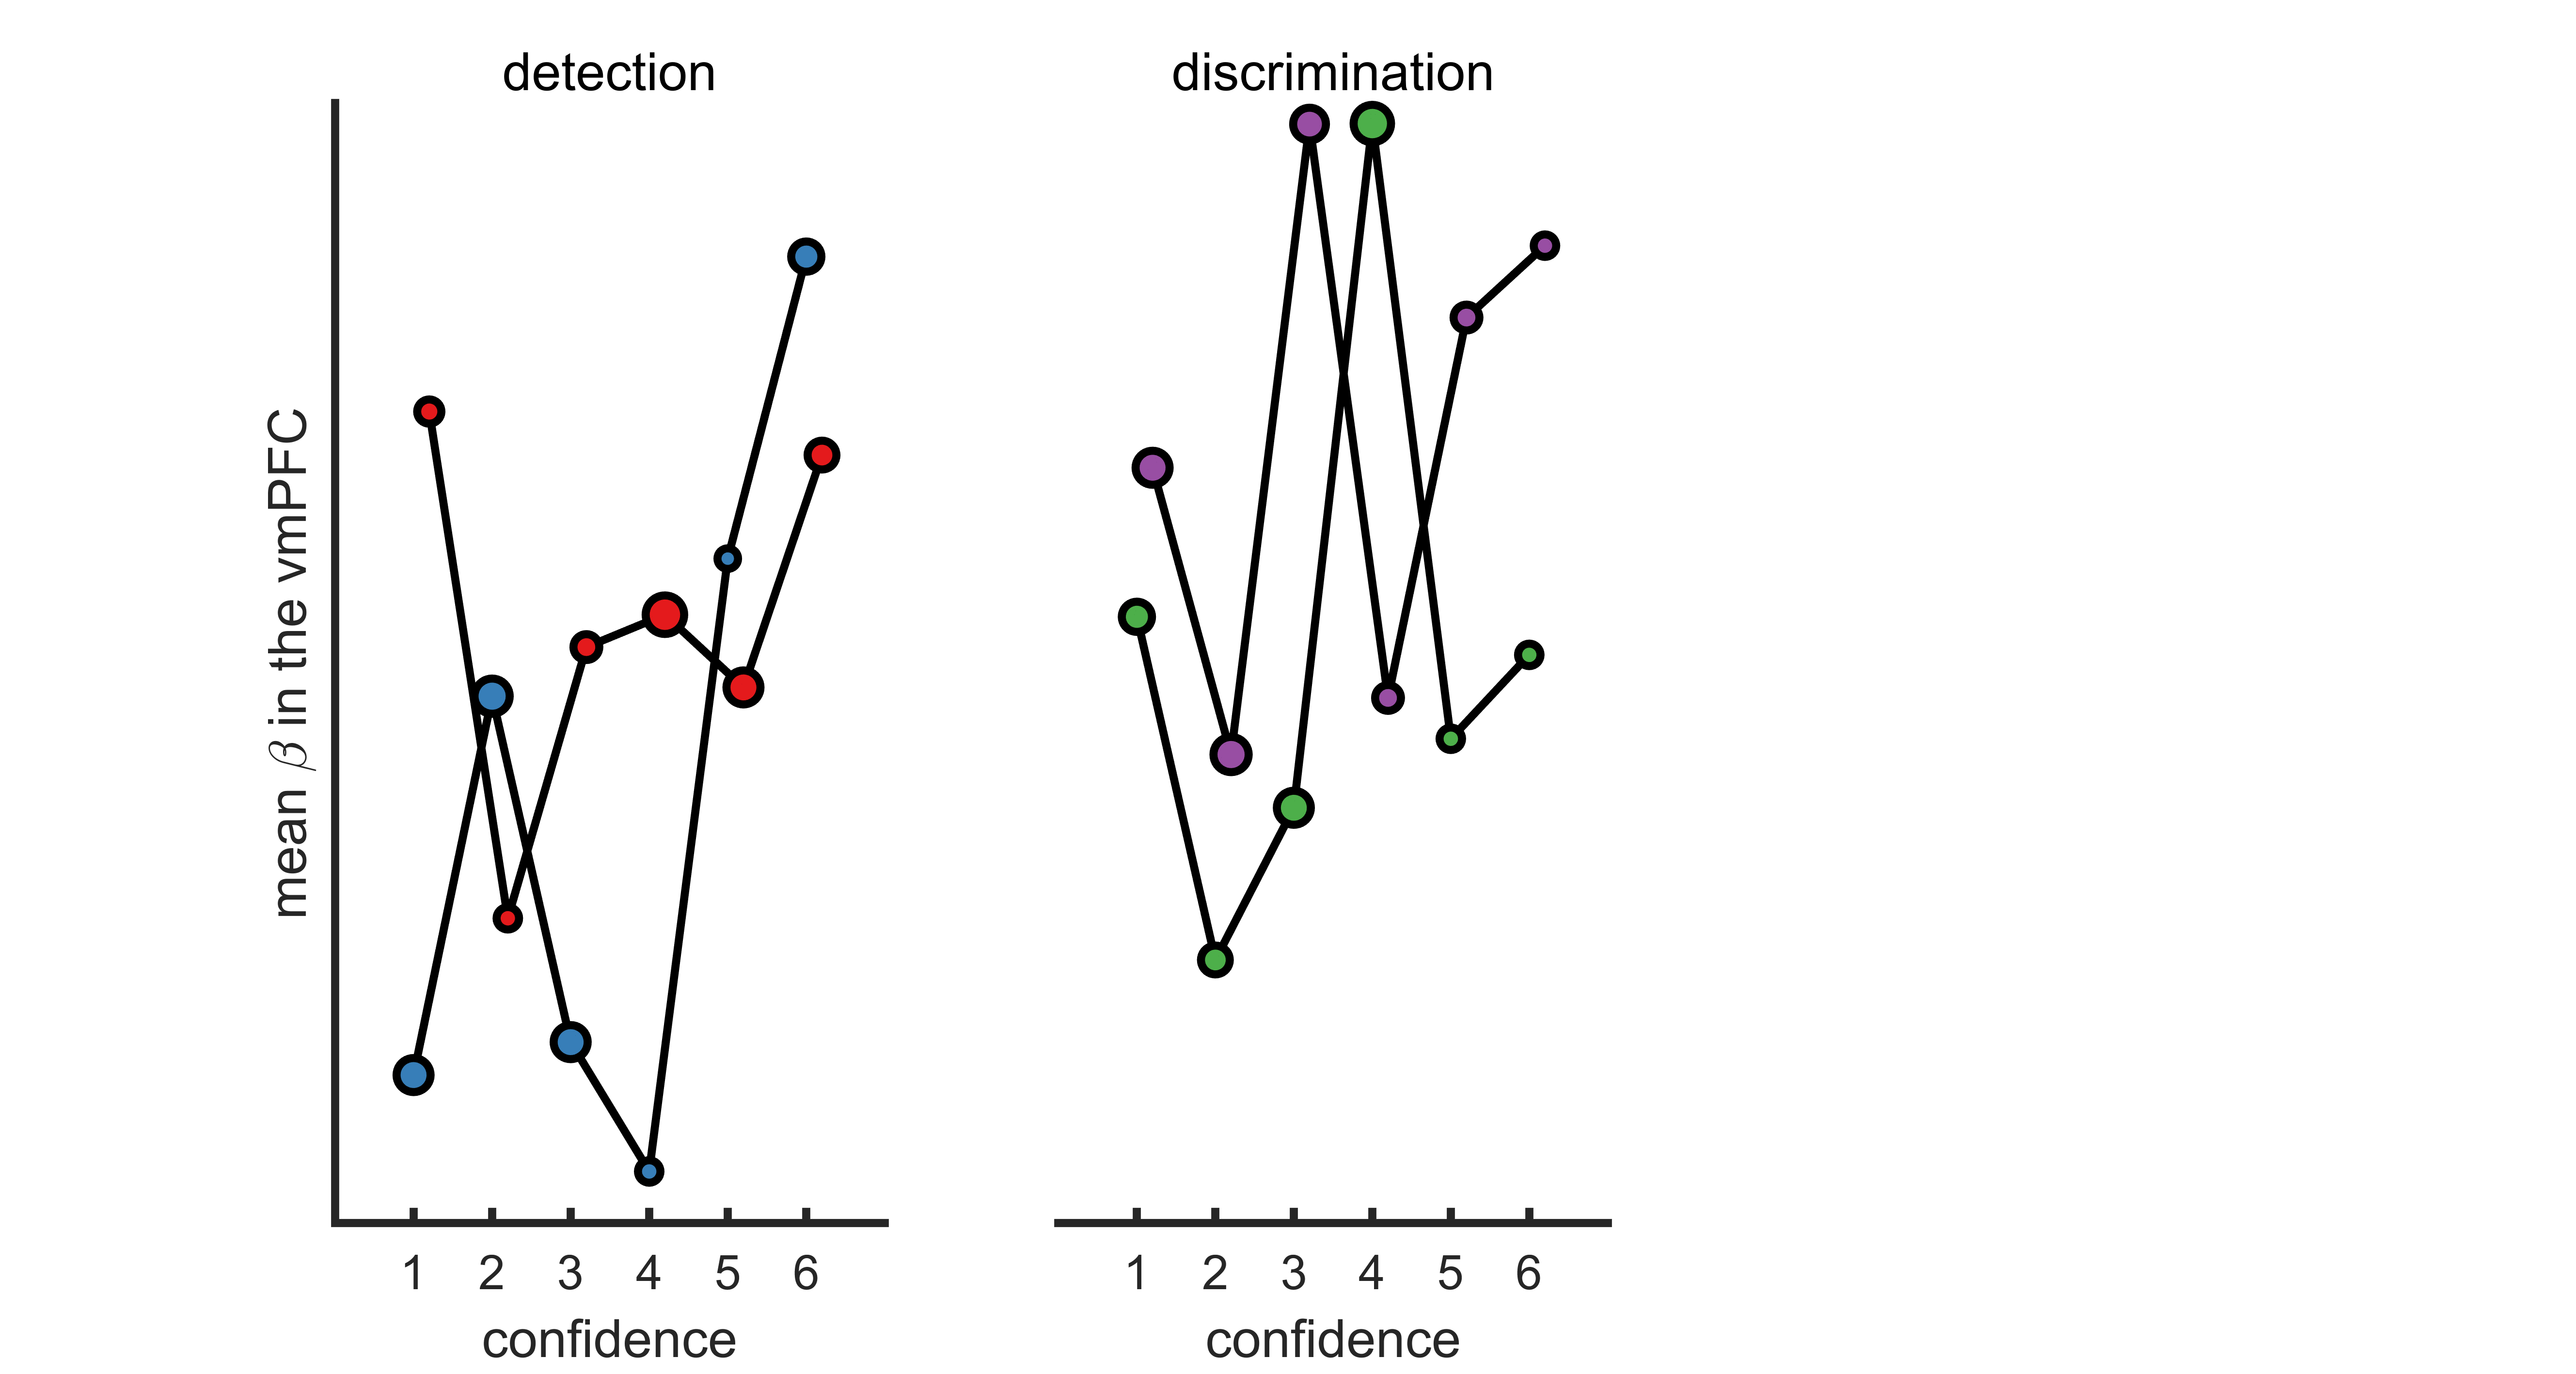 detection
discrimination
mean β in the vmPFC
1 2 3 4 5 6
confidence
1 2 3 4 5 6
confidence